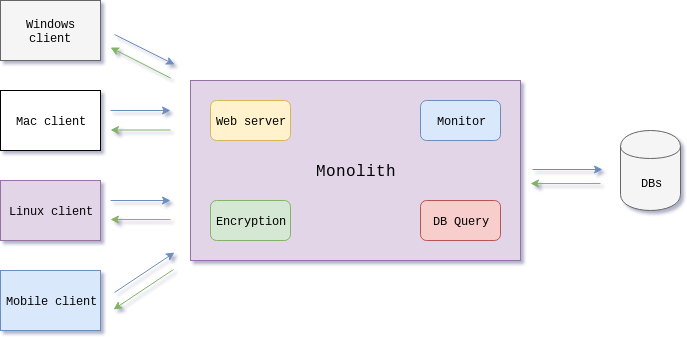 Windows
client
Mac client
Linux client
Mobile client
Web server
Monitor
Monolith
Encryption
DB Query
DBs